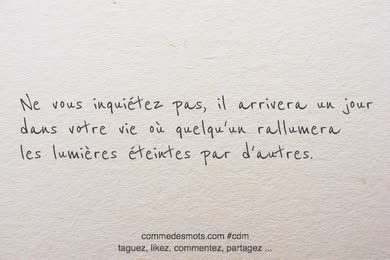 Ne vous inquiétez pas, il arrivera un jour
dans votre vie où quelqu'un rallumera
les lumières éteintes par d'autres.
commedesmots.com #cdm
taguez, likez, commentez, partagez ...